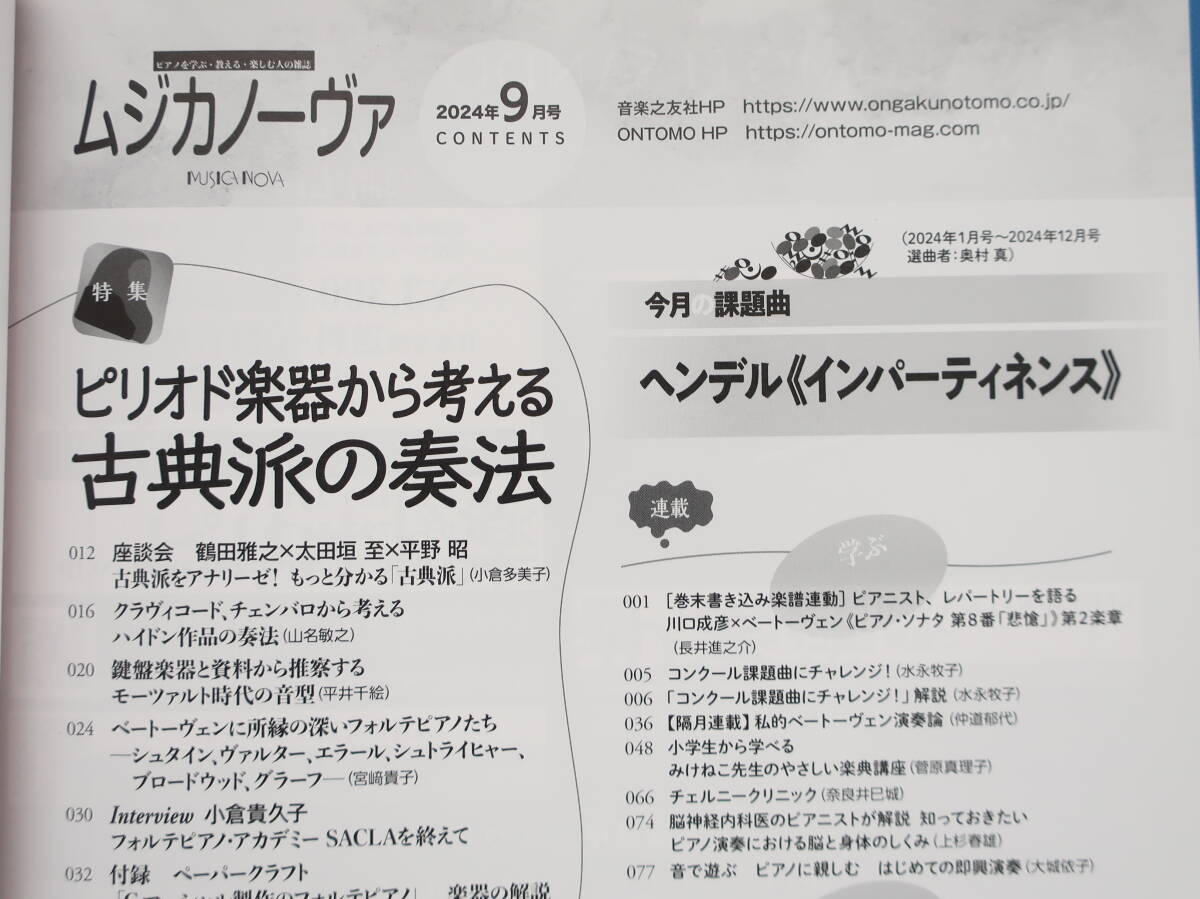 ピアノを学ぶ・教える・楽しむ人の雑誌
ムジカノーヴァ
MUSICA NOVA
2024年9月号
CONTENTS
音楽之友社HP https://www.ongakunotomo.co.jp/
ONTOMO HP https://ontomo-mag.com
特集
ピリオド楽器から考える
古典派の奏法
012 座談会 鶴田雅之×太田垣 至×平野 昭
古典派をアナリーゼ! もっと分かる「古典派」(小倉多美子)
016 クラヴィコード、チェンバロから考える
ハイドン作品の奏法(山名敏之)
020 鍵盤楽器と資料から推察する
モーツァルト時代の音型(平井千絵)
024 ベートーヴェンに所縁の深いフォルテピアノたち
―シュタイン、ヴァルター、エラール、シュトライヒャー、
ブロードウッド、グラーフ―(宮﨑貴子)
030 Interview 小倉貴久子
フォルテピアノ・アカデミー SACLAを終えて
032 付録 ペーパークラフト
楽器の解説
(2024年1月号〜2024年12月号
選曲者:奥村 真)
今月の課題曲
ヘンデル《インパーティネンス》
連載
学ぶ
001 [巻末書き込み楽譜連動] ピアニスト、レパートリーを語る
川口成彦×ベートーヴェン《ピアノ・ソナタ 第8番「悲愴」》第2楽章
(長井進之介)
005 コンクール課題曲にチャレンジ!(水永牧子)
006 「コンクール課題曲にチャレンジ!」解説(水永牧子)
036 【隔月連載】私的ベートーヴェン演奏論(仲道郁代)
048 小学生から学べる
みけねこ先生のやさしい楽典講座(菅原真理子)
066 チェルニークリニック(奈良井巳城)
074 脳神経内科医のピアニストが解説 知っておきたい
ピアノ演奏における脳と身体のしくみ(上杉春雄)
077 音で遊ぶ ピアノに親しむ はじめての即興演奏(大城依子)